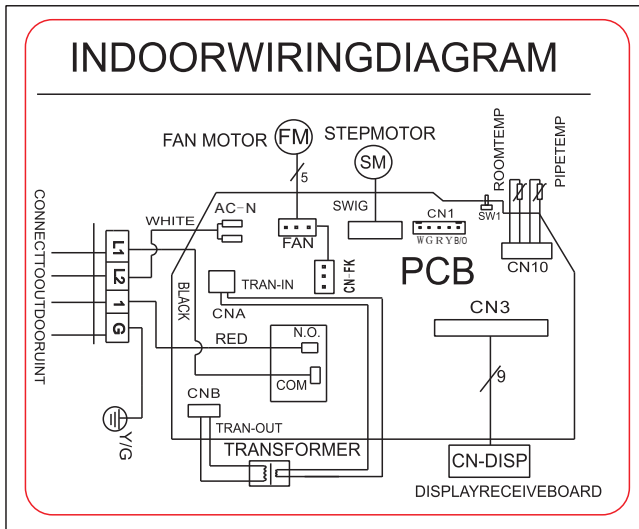 INDOORWIRINGDIAGRAM
FAN MOTOR
FM
STEPMOTOR
SM
ROOMTEMP
PIPETEMP
5
CONNECTTOOUTDOORUINT
WHITE
AC-N
SWIG
CN1
SW1
W G R Y B/O
L1
L2
1
G
FAN
CN-FK
PCB
CN10
BLACK
TRAN-IN
CNA
CN3
RED
N.O.
COM
9
CNB
TRAN-OUT
Y/G
TRANSFORMER
CN-DISP
DISPLAYRECEIVEBOARD